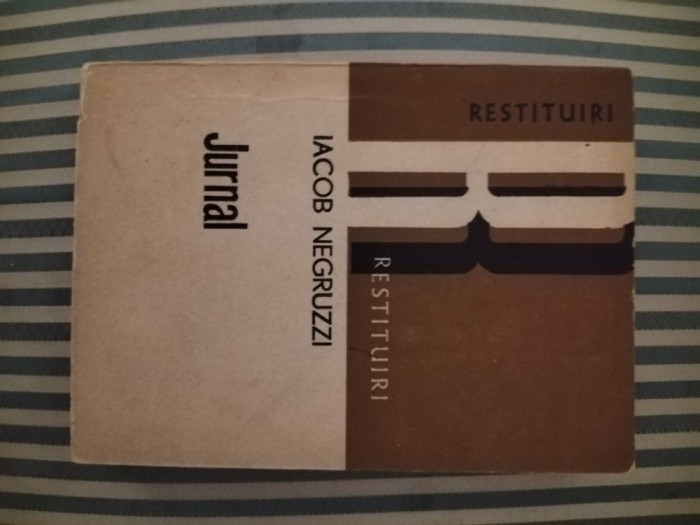 RESTITUIRI
R
RESTITUIRI
IACOB NEGRUZZI
Jurnal